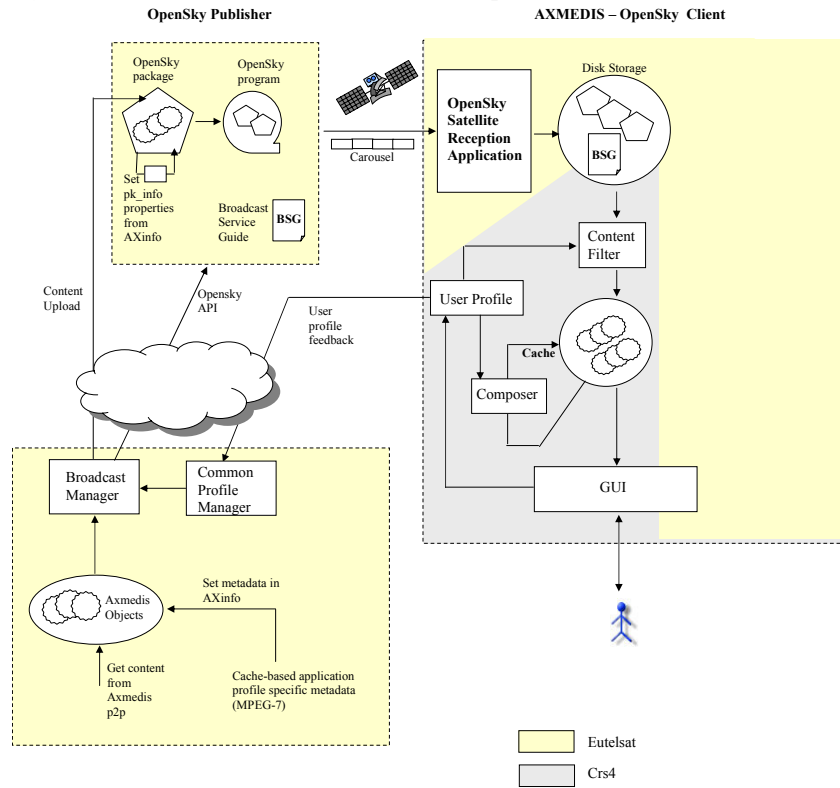 OpenSky Publisher
AXMEDIS – OpenSky Client
OpenSky
package
OpenSky
program
Set
pk_info
properties
from
AXinfo
Broadcast
Service
Guide
BSG
Carousel
OpenSky
Satellite
Reception
Application
Disk Storage
BSG
Content
Filter
User Profile
Cache
Composer
GUI
Content
Upload
Opensky
API
User
profile
feedback
Broadcast
Manager
Common
Profile
Manager
Axmedis
Objects
Set metadata in
AXinfo
Get content
from
Axmedis
p2p
Cache-based application
profile specific metadata
(MPEG-7)
Eutelsat
Crs4